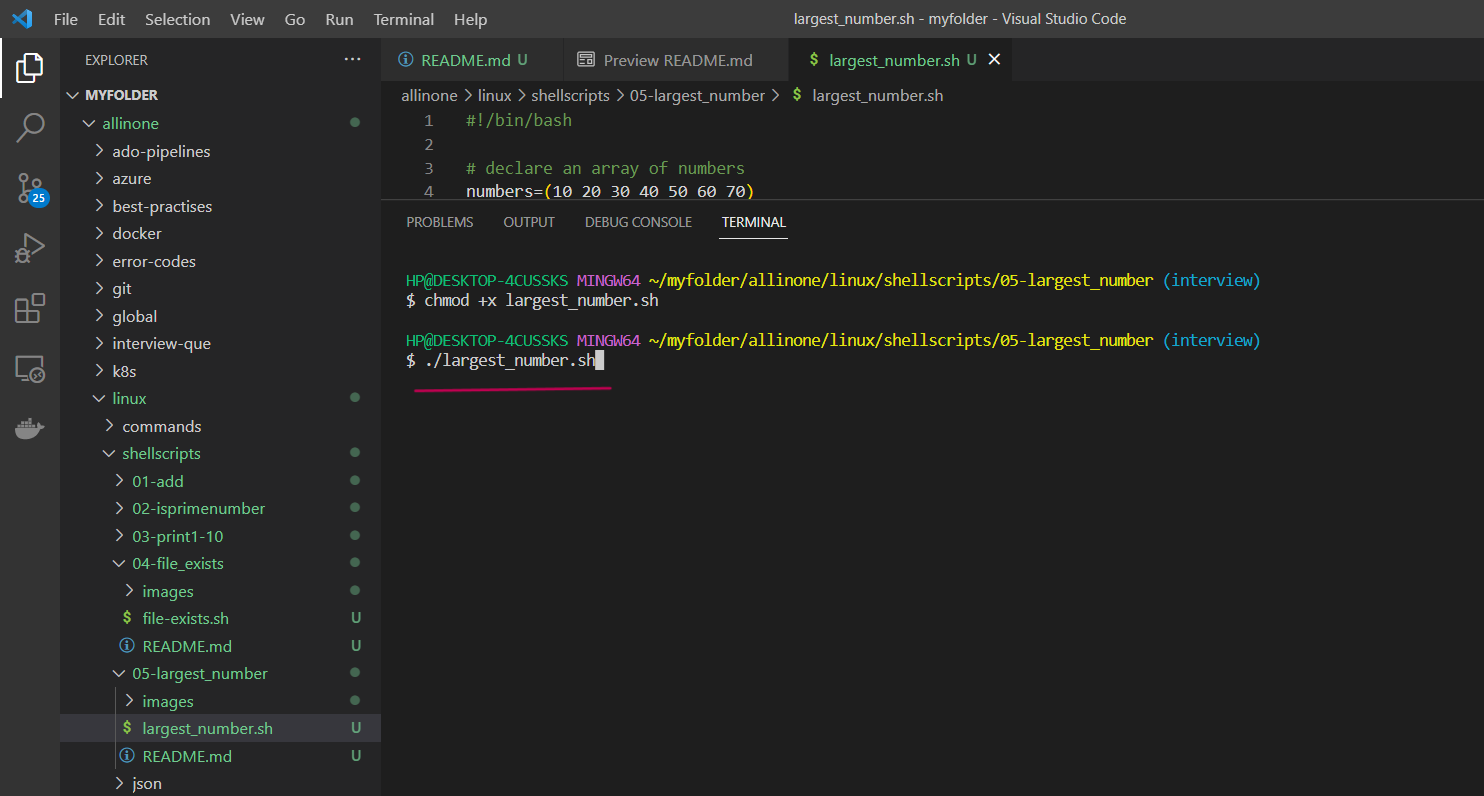 File Edit Selection View Go Run Terminal Help largest_number.sh - myfolder - Visual Studio Code
EXPLORER ···
MYFOLDER
allinone
ado-pipelines
azure
best-practises
docker
error-codes
git
global
interview-que
k8s
linux
commands
shellscripts
01-add
02-isprimenumber
03-print1-10
04-file_exists
images
$ file-exists.sh U
README.md U
05-largest_number
images
$ largest_number.sh U
README.md U
json
25
README.md U Preview README.md $ largest_number.sh U
allinone > linux > shellscripts > 05-largest_number > $ largest_number.sh
1 #!/bin/bash
2
3 # declare an array of numbers
4 numbers=(10 20 30 40 50 60 70)
PROBLEMS OUTPUT DEBUG CONSOLE TERMINAL
HP@DESKTOP-4CUSSKS MINGW64 ~/myfolder/allinone/linux/shellscripts/05-largest_number (interview)
$ chmod +x largest_number.sh
HP@DESKTOP-4CUSSKS MINGW64 ~/myfolder/allinone/linux/shellscripts/05-largest_number (interview)
$ ./largest_number.sh